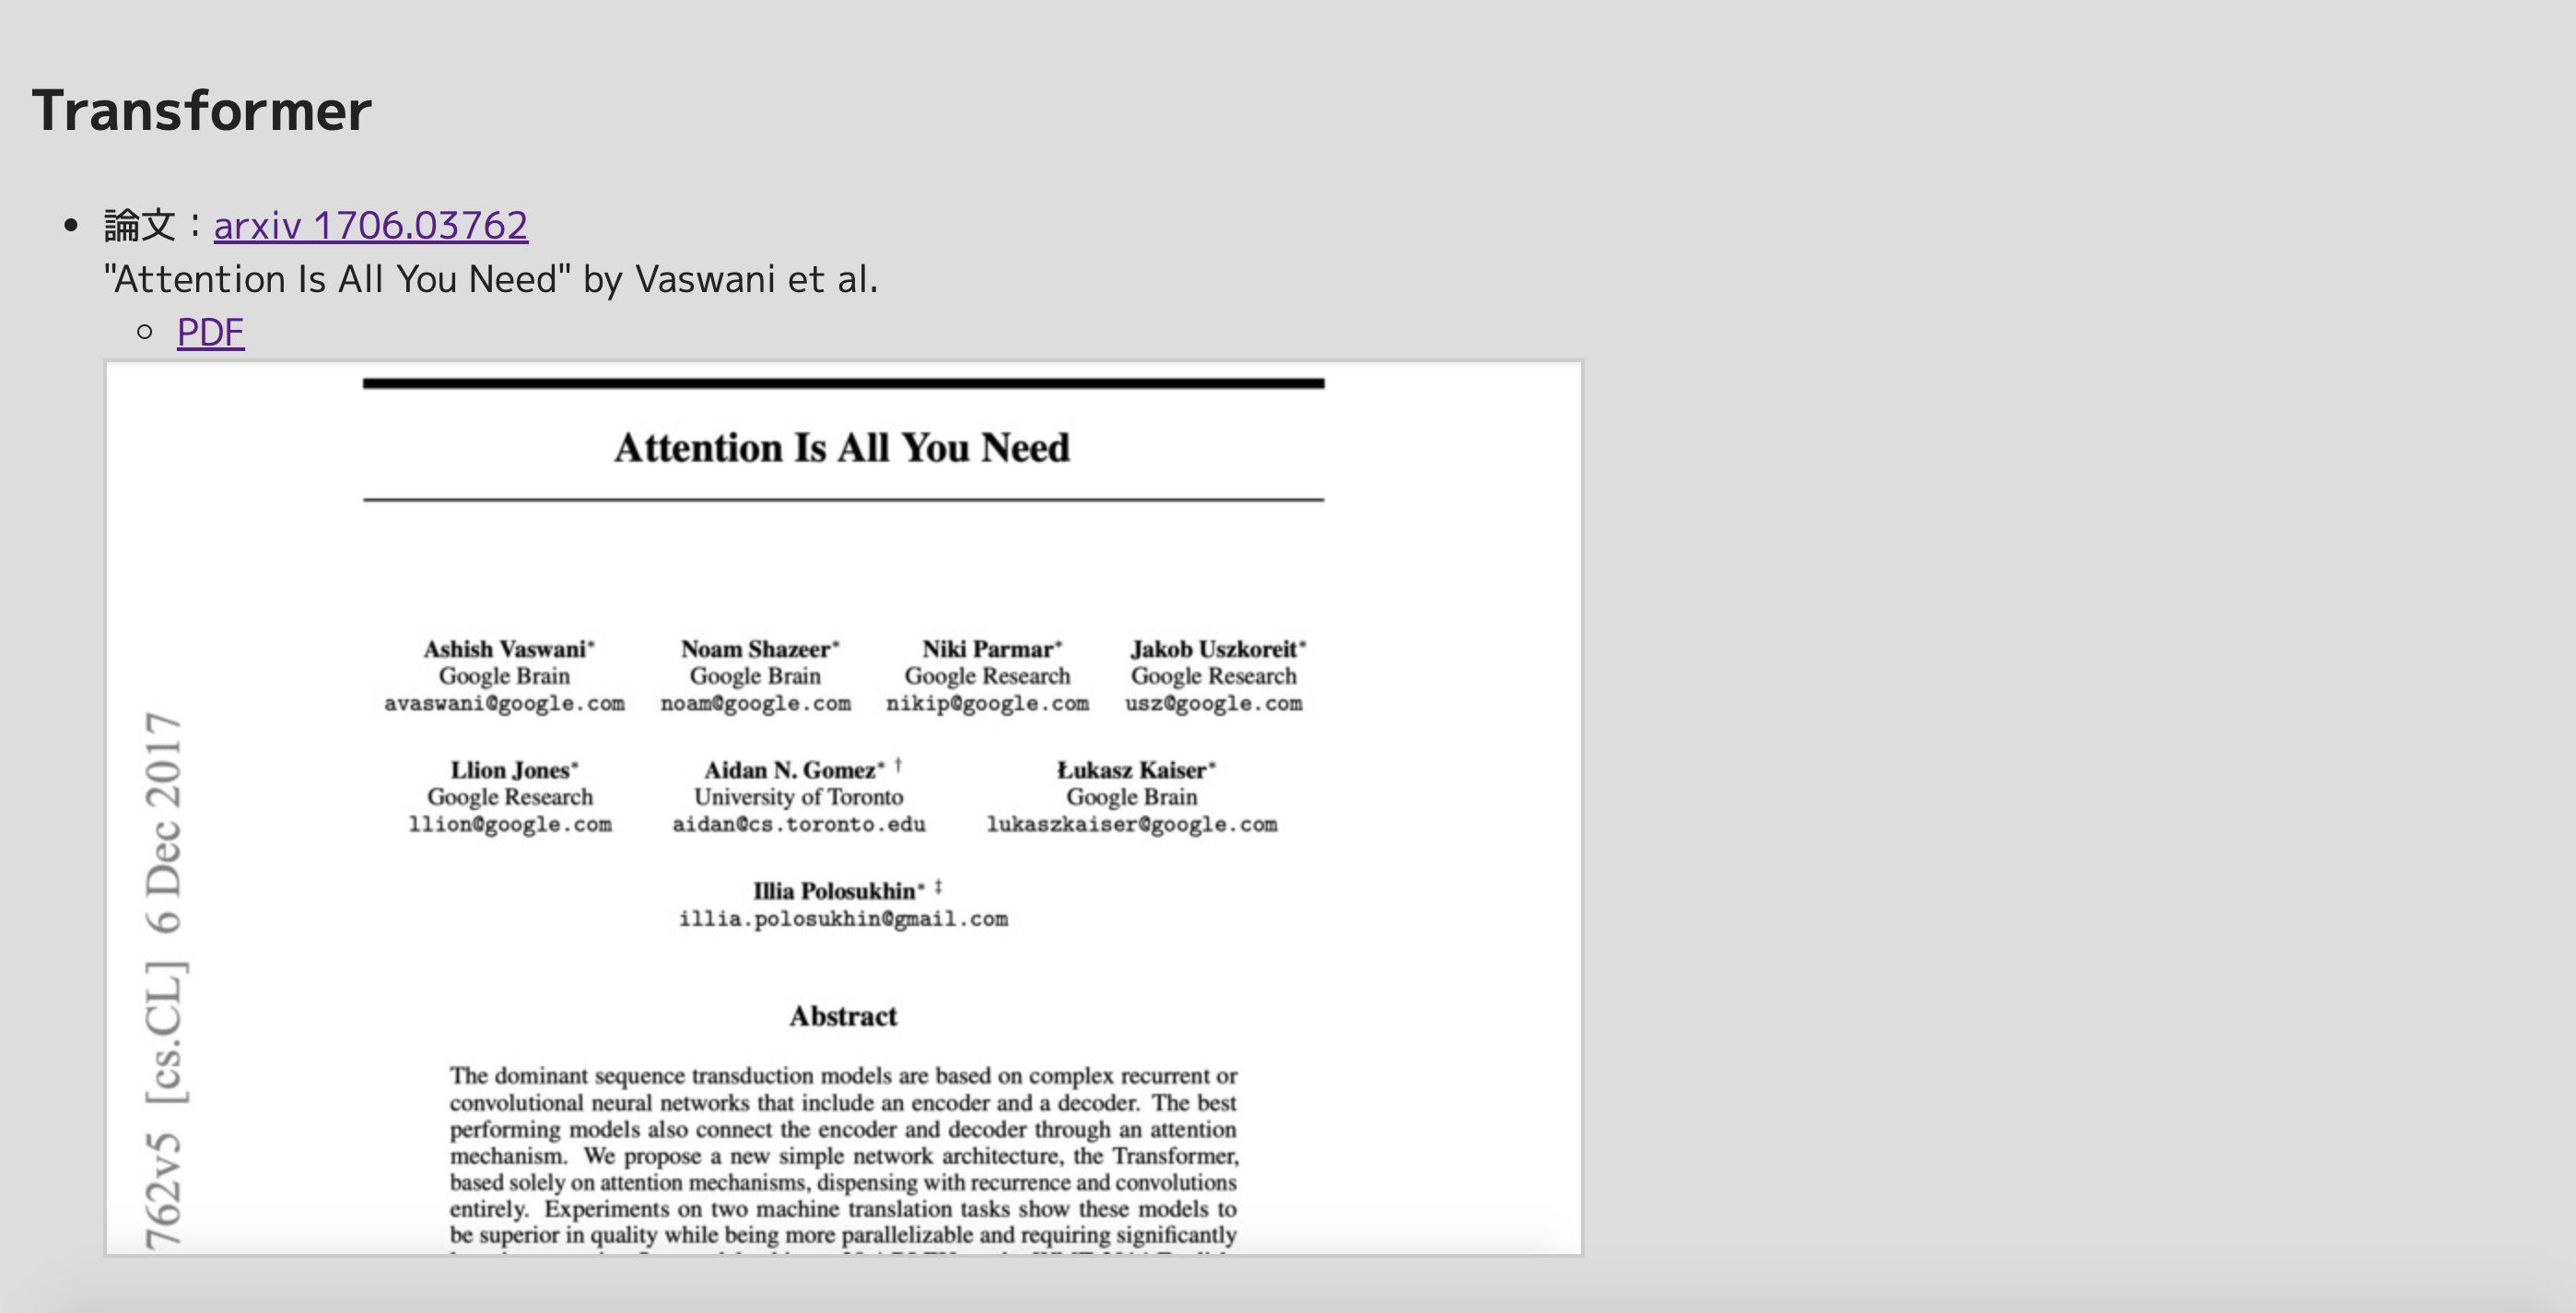 Transformer
論文：arxiv 1706.03762
"Attention Is All You Need" by Vaswani et al.
PDF
Attention Is All You Need
Ashish Vaswani* Noam Shazeer* Niki Parmar* Jakob Uszkoreit*
Google Brain Google Brain Google Research Google Research
avaswani@google.com noam@google.com nikip@google.com usz@google.com
Llion Jones* Aidan N. Gomez* † Łukasz Kaiser*
Google Research University of Toronto Google Brain
llion@google.com aidan@cs.toronto.edu lukaszkaiser@google.com
Illia Polosukhin* ‡
illia.polosukhin@gmail.com
Abstract
The dominant sequence transduction models are based on complex recurrent or
convolutional neural networks that include an encoder and a decoder. The best
performing models also connect the encoder and decoder through an attention
mechanism. We propose a new simple network architecture, the Transformer,
based solely on attention mechanisms, dispensing with recurrence and convolutions
entirely. Experiments on two machine translation tasks show these models to
be superior in quality while being more parallelizable and requiring significantly
762v5 [cs.CL] 6 Dec 2017